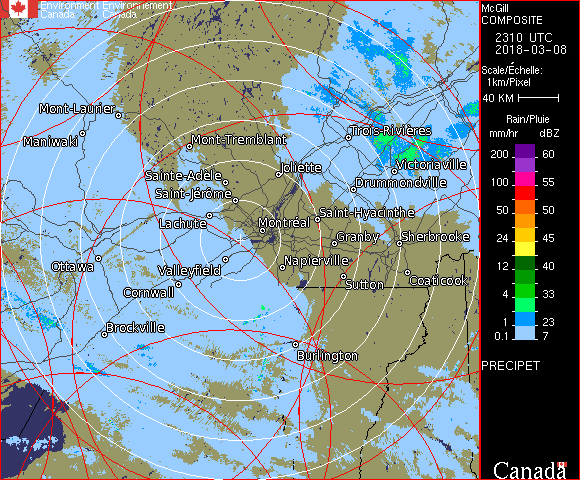 Environment Environnement
Canada Canada
McGill
COMPOSITE
2310 UTC
2018-03-08
Scale/Échelle:
1km/Pixel
40 KM
Rain/Pluie
mm/hr dBZ
200 60
100 55
50 50
24 45
12 40
4 33
1 23
0.1 7
PRECIPET
Canada
Mont-Laurier
Maniwaki
Mont-Tremblant
Trois-Rivières
Joliette
Victoriaville
Sainte-Adèle
Drummondville
Saint-Jérôme
Saint-Hyacinthe
Lachute
Montréal
Granby
Sherbrooke
Ottawa
Valleyfield
Napierville
Coaticook
Sutton
Cornwall
Brockville
Burlington